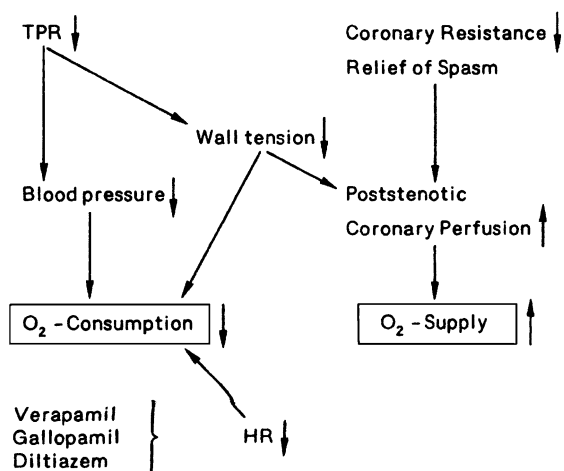 TPR
Coronary Resistance
Relief of Spasm
Wall tension
Blood pressure
Poststenotic
Coronary Perfusion
O₂ - Consumption
O₂ - Supply
Verapamil
Gallopamil
Diltiazem
HR